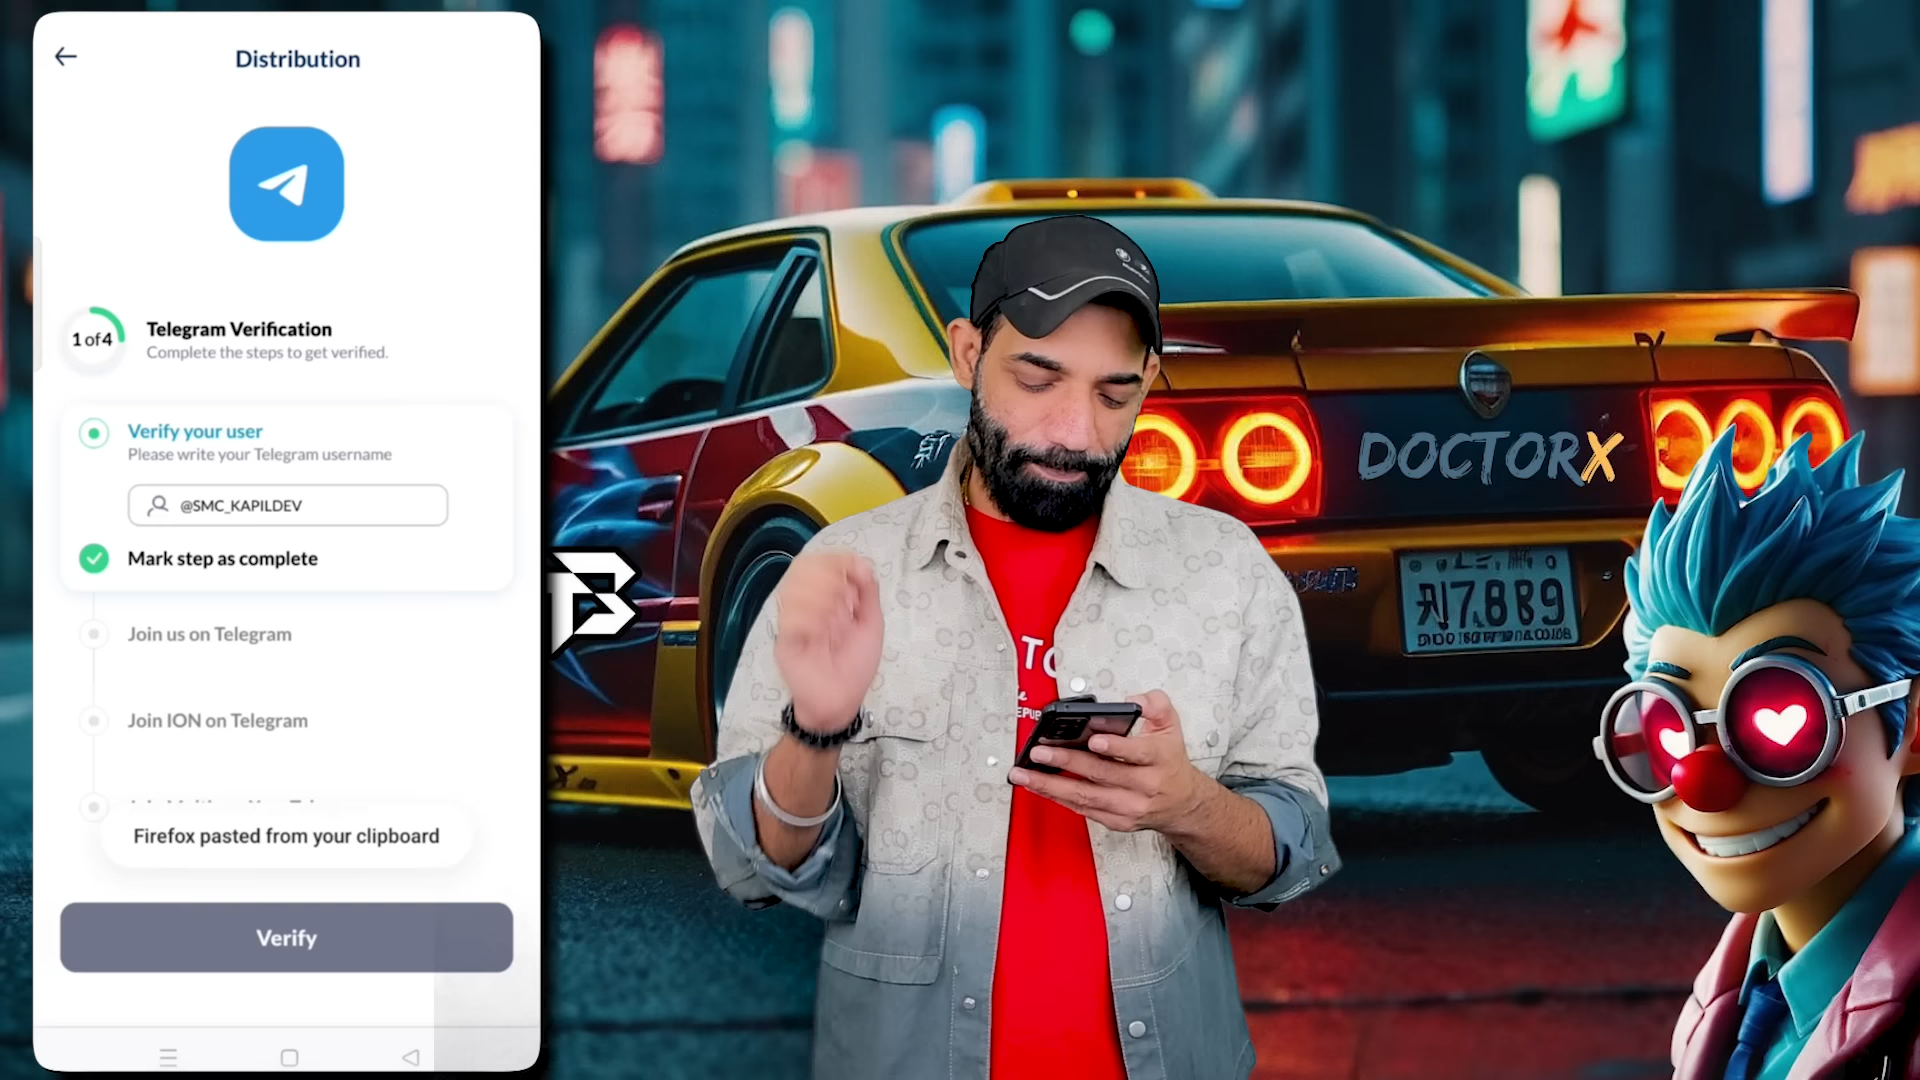 Distribution
1 of 4
Telegram Verification
Complete the steps to get verified.
Verify your user
Please write your Telegram username
@SMC_KAPILDEV
Mark step as complete
Join us on Telegram
Join ION on Telegram
Firefox pasted from your clipboard
Verify
DOCTORX